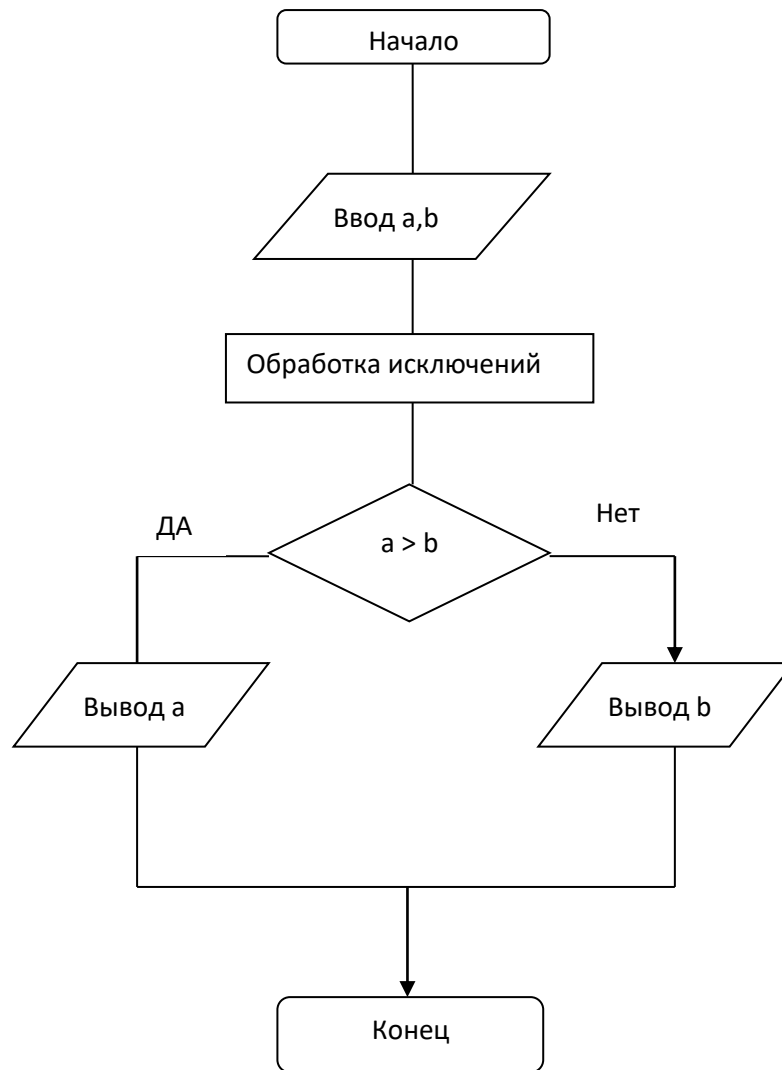 Начало
Ввод a,b
Обработка исключений
a > b
ДА
Нет
Вывод a
Вывод b
Конец